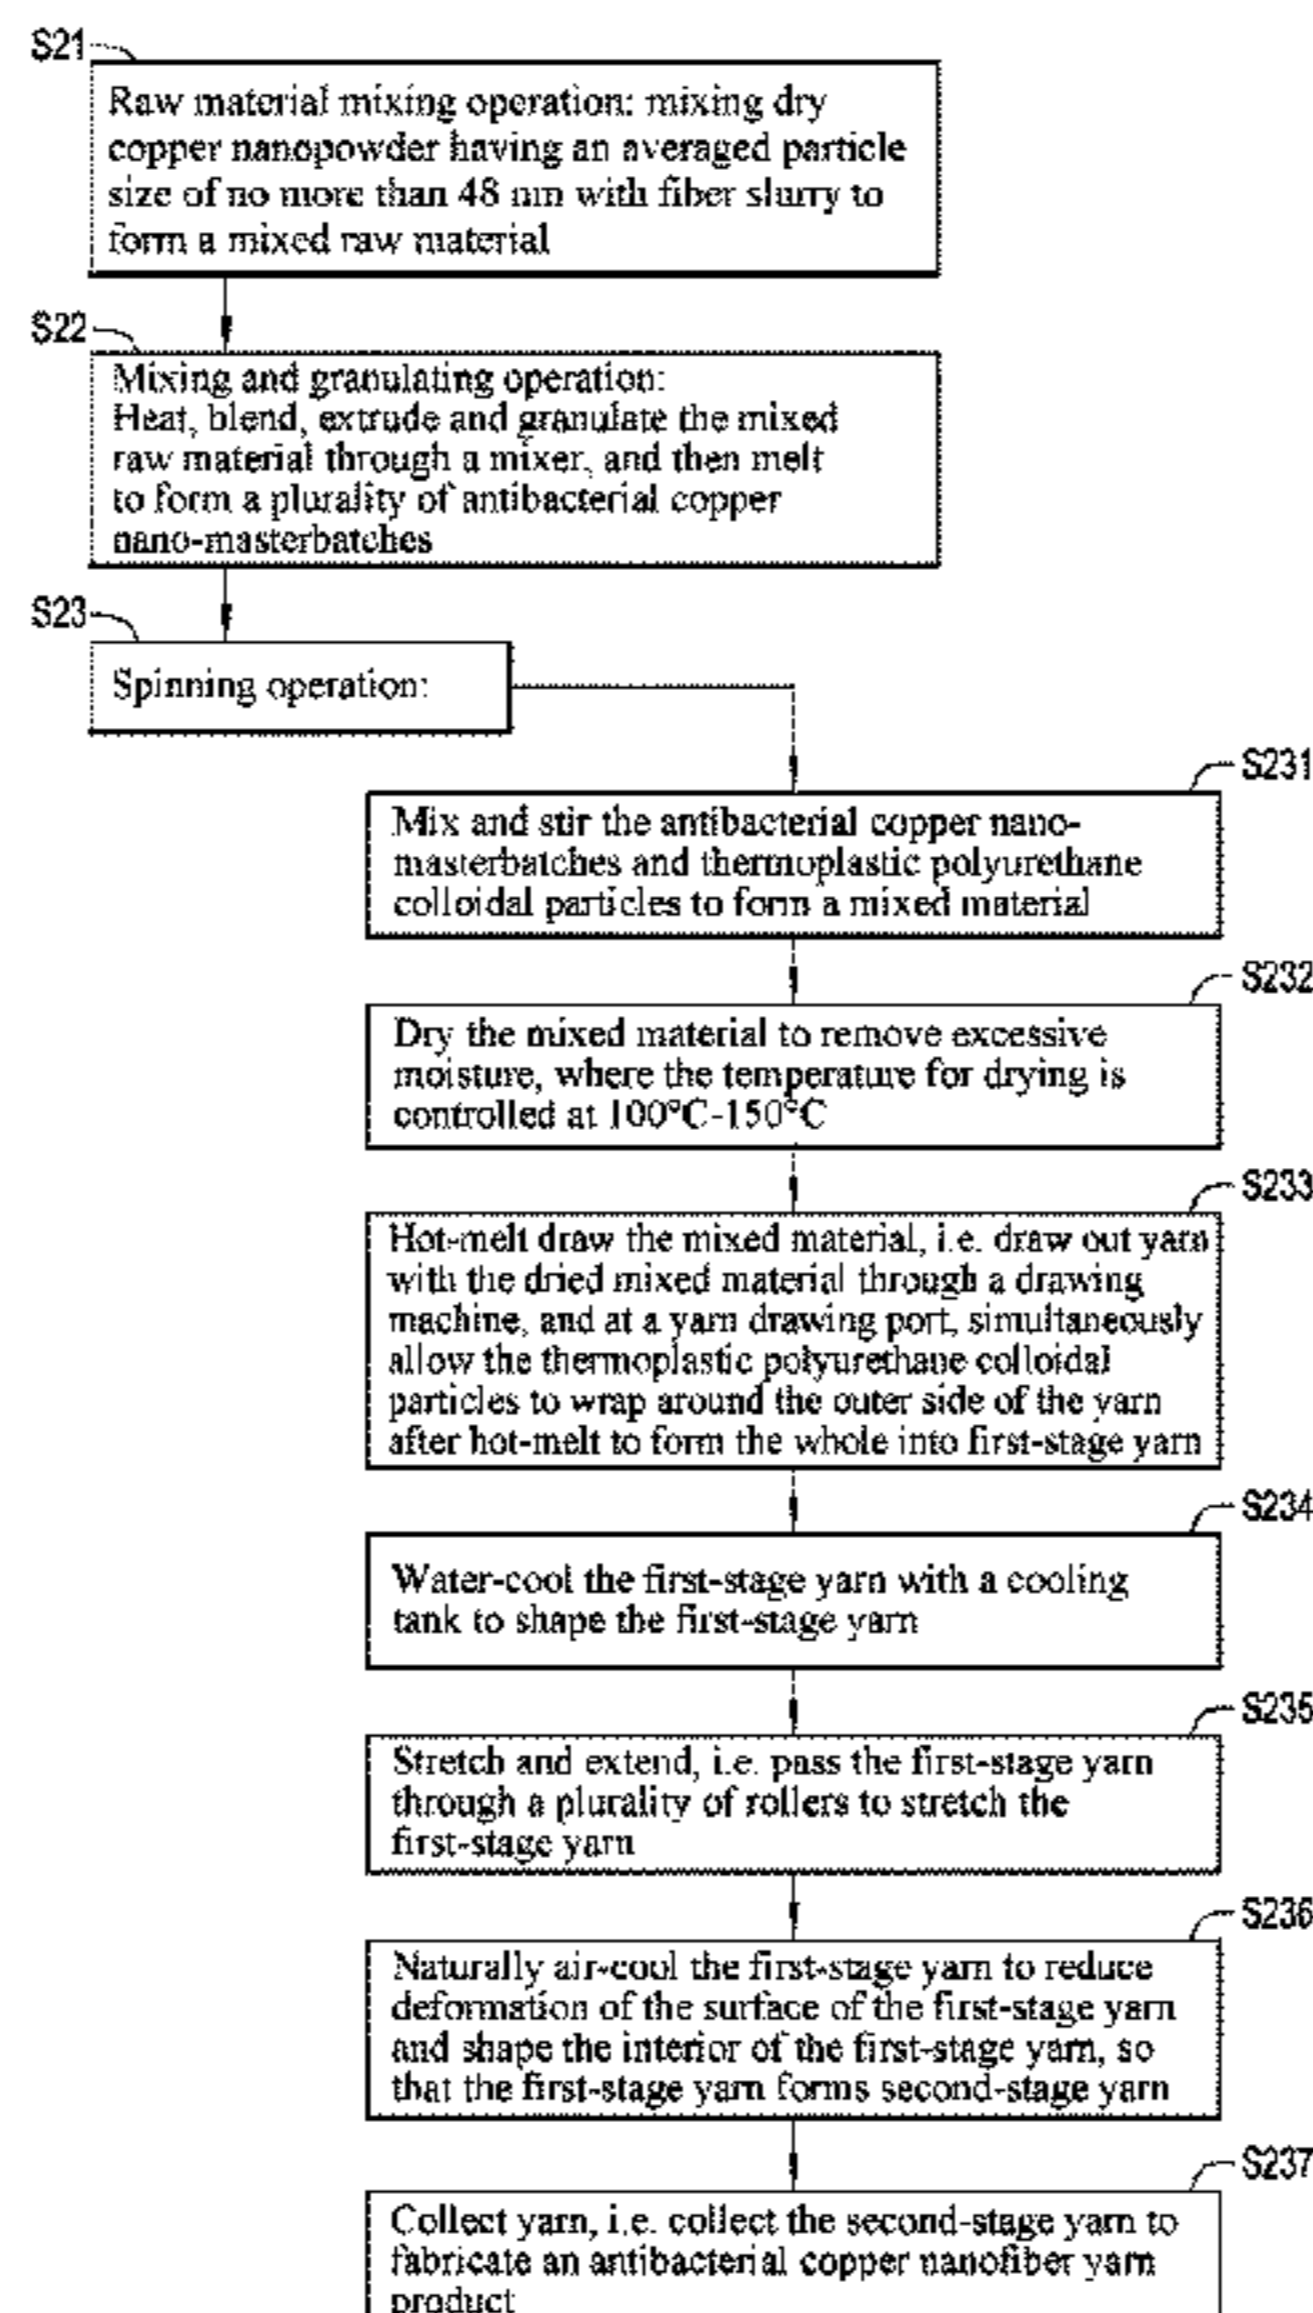 S21
Raw material mixing operation: mixing dry
copper nanopowder having an averaged particle
size of no more than 48 nm with fiber slurry to
form a mixed raw material
S22
Mixing and granulating operation:
Heat, blend, extrude and granulate the mixed
raw material through a mixer, and then melt
to form a plurality of antibacterial copper
nano-masterbatches
S23
Spinning operation:
S231
Mix and stir the antibacterial copper nano-
masterbatches and thermoplastic polyurethane
colloidal particles to form a mixed material
S232
Dry the mixed material to remove excessive
moisture, where the temperature for drying is
controlled at 100°C-150°C
S233
Hot-melt draw the mixed material, i.e. draw out yarn
with the dried mixed material through a drawing
machine, and at a yarn drawing port, simultaneously
allow the thermoplastic polyurethane colloidal
particles to wrap around the outer side of the yarn
after hot-melt to form the whole into first-stage yarn
S234
Water-cool the first-stage yarn with a cooling
tank to shape the first-stage yarn
S235
Stretch and extend, i.e. pass the first-stage yarn
through a plurality of rollers to stretch the
first-stage yarn
S236
Naturally air-cool the first-stage yarn to reduce
deformation of the surface of the first-stage yarn
and shape the interior of the first-stage yarn, so
that the first-stage yarn forms second-stage yarn
S237
Collect yarn, i.e. collect the second-stage yarn to
fabricate an antibacterial copper nanofiber yarn
product